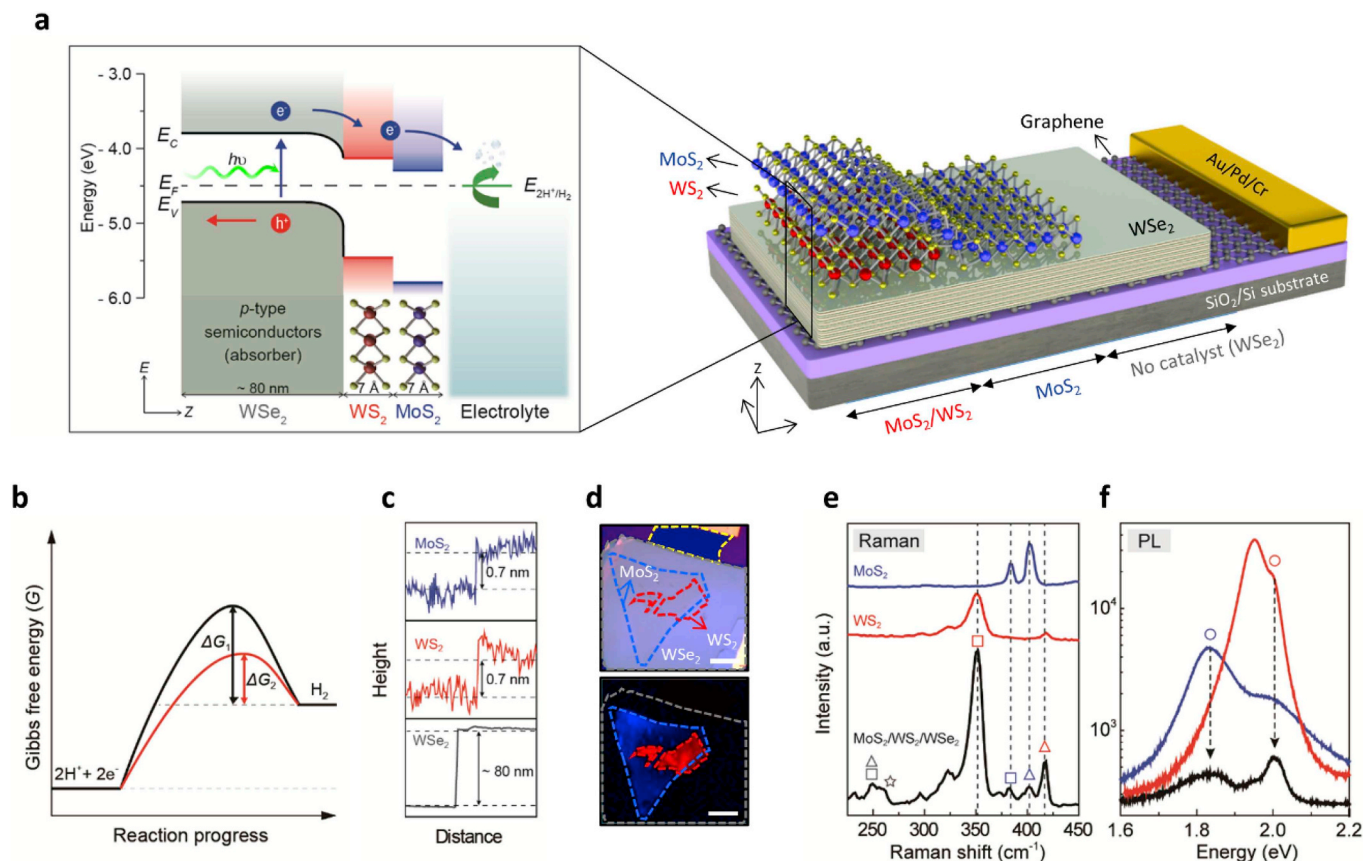 a
- 3.0
- 4.0
- 5.0
- 6.0
Energy (eV)
E_C
E_F
E_V
hυ
e⁻
e
h⁺
E_{2H⁺/H₂}
p-type
semiconductors
(absorber)
~ 80 nm
7 Å
7 Å
E
Z
WSe₂
WS₂
MoS₂
Electrolyte
Graphene
Au/Pd/Cr
MoS₂
WS₂
WSe₂
SiO₂/Si substrate
No catalyst (WSe₂)
MoS₂
MoS₂/WS₂
z
b
Gibbs free energy (G)
ΔG₁
ΔG₂
H₂
2H⁺ + 2e⁻
Reaction progress
c
MoS₂
0.7 nm
WS₂
0.7 nm
WSe₂
~ 80 nm
Height
Distance
d
MoS₂
WS₂
WSe₂
e
Raman
MoS₂
WS₂
MoS₂/WS₂/WSe₂
Intensity (a.u.)
250
300
350
400
450
Raman shift (cm⁻¹)
f
PL
10⁴
10³
1.6
1.8
2.0
2.2
Energy (eV)